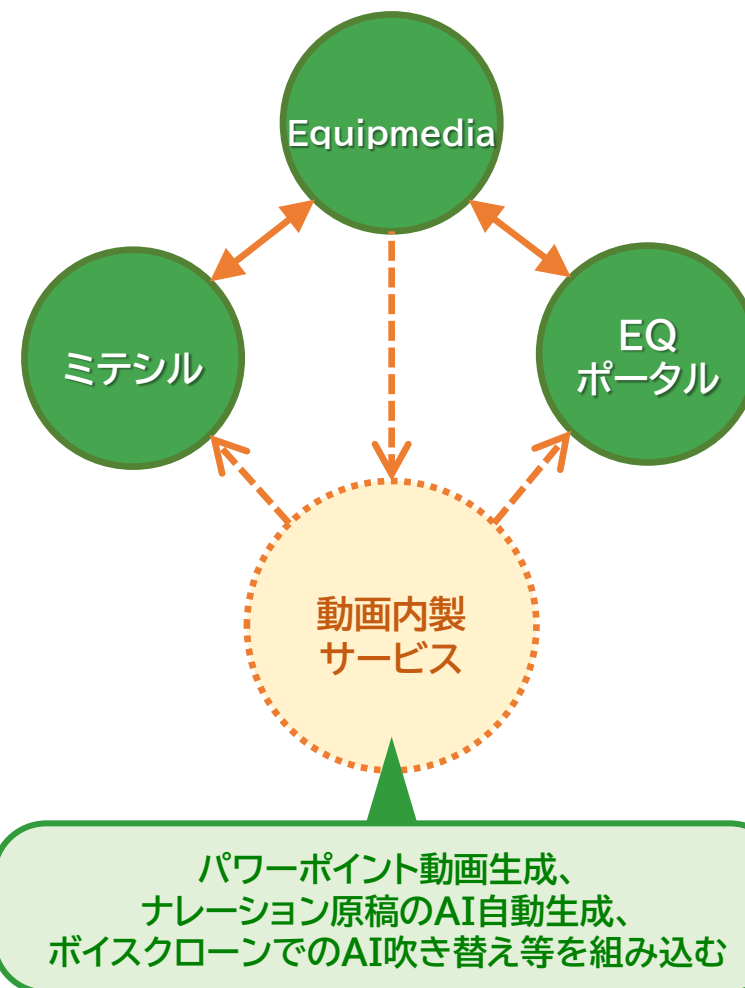 Equipmedia
ミテシル
EQ
ポータル
動画内製
サービス
パワーポイント動画生成、
ナレーション原稿のAI自動生成、
ボイスクローンでのAI吹き替え等を組み込む